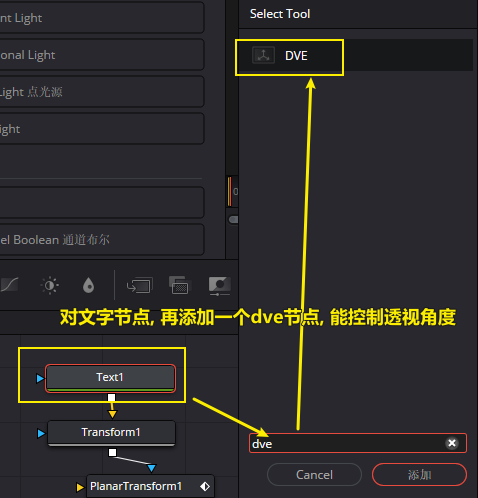 nt Light
Select Tool
ional Light
DVE
Light 点光源
ight
el Boolean 通道布尔
对文字节点, 再添加一个dve节点, 能控制透视角度
Text1
Transform1
dve
PlanarTransform1
Cancel
添加